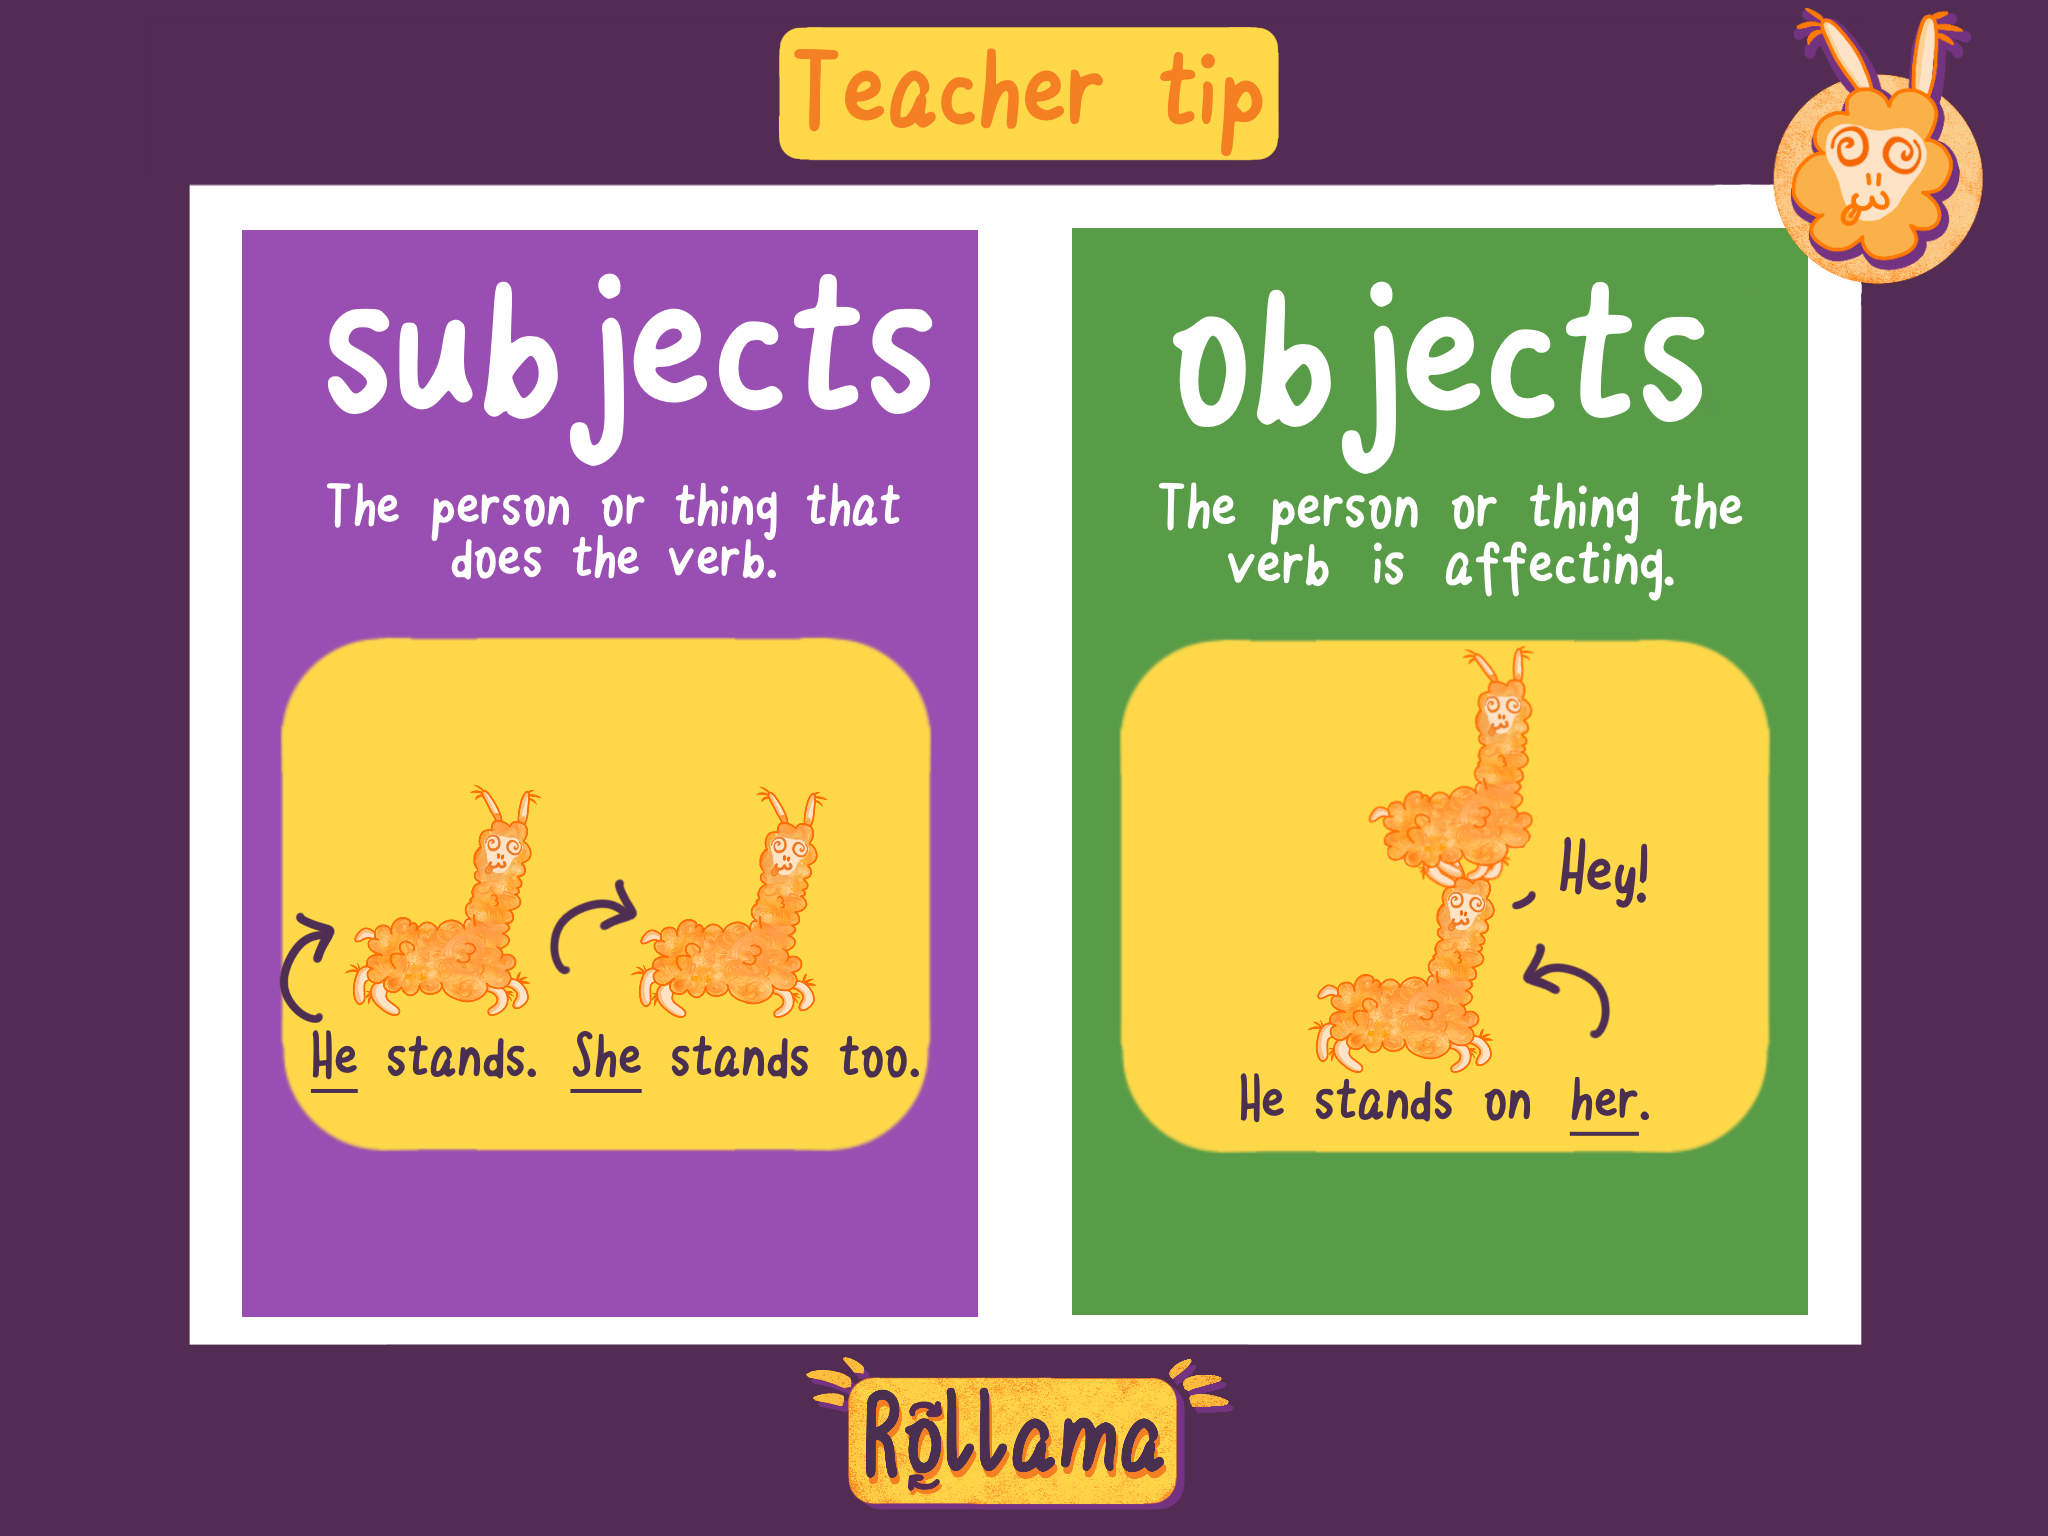 Teacher tip
subjects
The person or thing that
does the verb.
He stands. She stands too.
objects
The person or thing the
verb is affecting.
Hey!
He stands on her.
Rollama